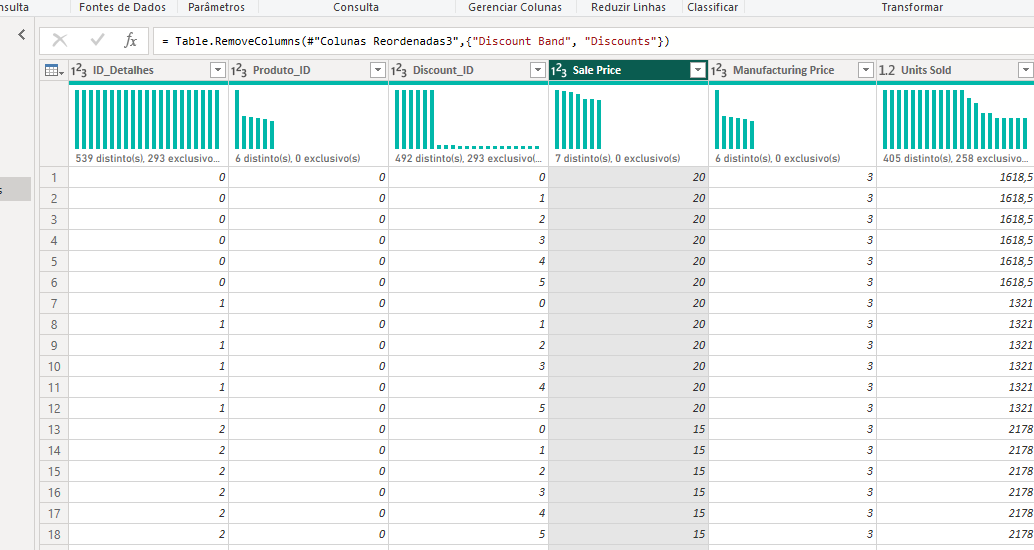 nsulta Fontes de Dados Parâmetros Consulta Gerenciar Colunas Reduzir Linhas Classificar Transformar
fx = Table.RemoveColumns(#"Colunas Reordenadas3",{"Discount Band", "Discounts"})
1²3 ID_Detalhes 1²3 Produto_ID 1²3 Discount_ID 1²3 Sale Price 1²3 Manufacturing Price 1.2 Units Sold
539 distinto(s), 293 exclusivo... 6 distinto(s), 0 exclusivo(s) 492 distinto(s), 293 exclusivo(... 7 distinto(s), 0 exclusivo(s) 6 distinto(s), 0 exclusivo(s) 405 distinto(s), 258 exclusivo...
1 0 0 0 20 3 1618,5
2 0 0 1 20 3 1618,5
3 0 0 2 20 3 1618,5
4 0 0 3 20 3 1618,5
s
5 0 0 4 20 3 1618,5
6 0 0 5 20 3 1618,5
7 1 0 0 20 3 1321
8 1 0 1 20 3 1321
9 1 0 2 20 3 1321
10 1 0 3 20 3 1321
11 1 0 4 20 3 1321
12 1 0 5 20 3 1321
13 2 0 0 15 3 2178
14 2 0 1 15 3 2178
15 2 0 2 15 3 2178
16 2 0 3 15 3 2178
17 2 0 4 15 3 2178
18 2 0 5 15 3 2178